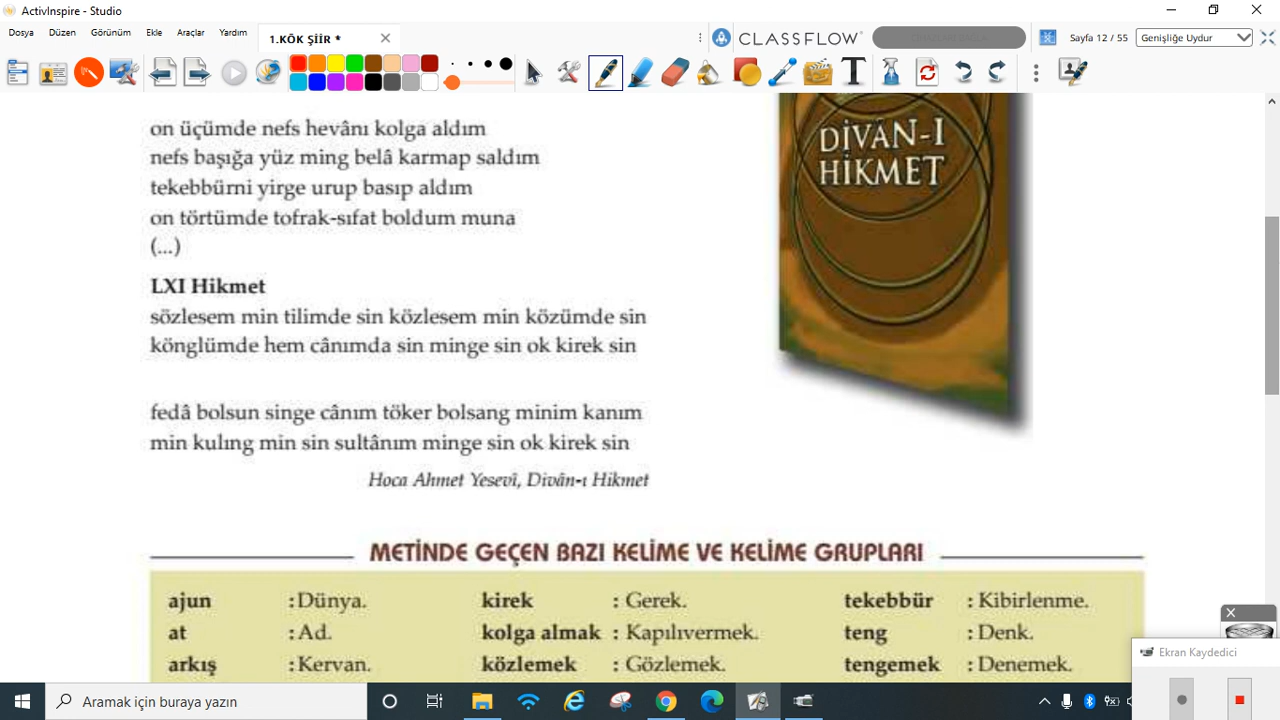 ActivInspire - Studio
Dosya Düzen Görünüm Ekle Araçlar Yardım
1.KÖK ŞİİR *
CLASSFLOW
Sayfa 12 / 55
Genişliğe Uydur
on üçümde nefs hevânı kolga aldım
nefs başığa yüz ming belâ karmap saldım
tekebbürni yirge urup basıp aldım
on törtümde tofrak-sıfat boldum muna
(...)
LXI Hikmet
sözlesem min tilimde sin közlesem min közümde sin
könglümde hem cânımda sin minge sin ok kirek sin
fedâ bolsun singe cânım töker bolsang minim kanım
min kulıng min sin sultânım minge sin ok kirek sin
Hoca Ahmet Yesevî, Divân-ı Hikmet
DİVÂN-I
HİKMET
METİNDE GEÇEN BAZI KELİME VE KELİME GRUPLARI
ajun : Dünya. kirek : Gerek. tekebbür : Kibirlenme.
at : Ad. kolga almak : Kapılıvermek. teng : Denk.
arkış : Kervan. közlemek : Gözlemek. tengemek : Denemek.
Ekran Kaydedici
Aramak için buraya yazın